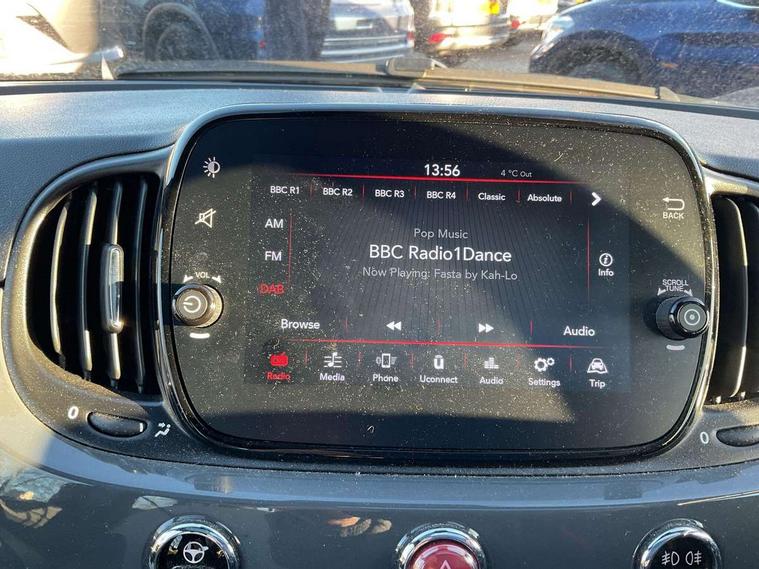 13:56
4 °C Out
BBC R1 BBC R2 BBC R3 BBC R4 Classic Absolute
BACK
AM
Pop Music
BBC Radio1Dance
FM
Now Playing: Fasta by Kah-Lo
Info
VOL
DAB
SCROLL
TUNE
Browse
Audio
Radio Media Phone Uconnect Audio Settings Trip
0
0